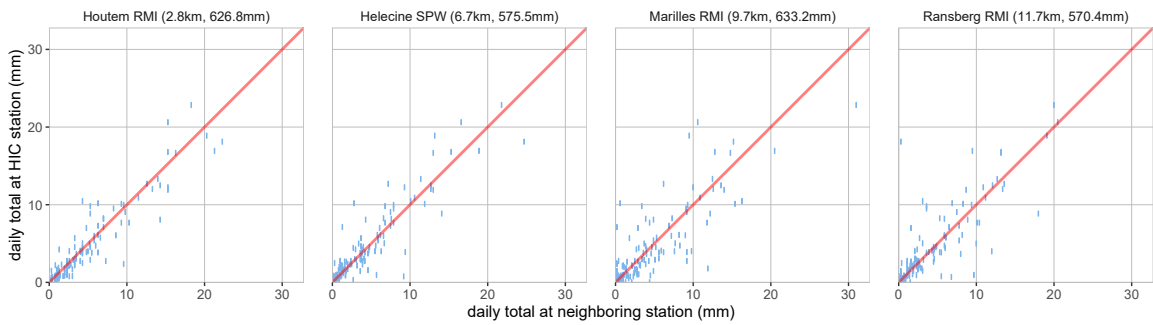 Houtem RMI (2.8km, 626.8mm)
Helecine SPW (6.7km, 575.5mm)
Marilles RMI (9.7km, 633.2mm)
Ransberg RMI (11.7km, 570.4mm)
daily total at HIC station (mm)
30
20
10
0
0 10 20 30
0 10 20 30
0 10 20 30
0 10 20 30
daily total at neighboring station (mm)